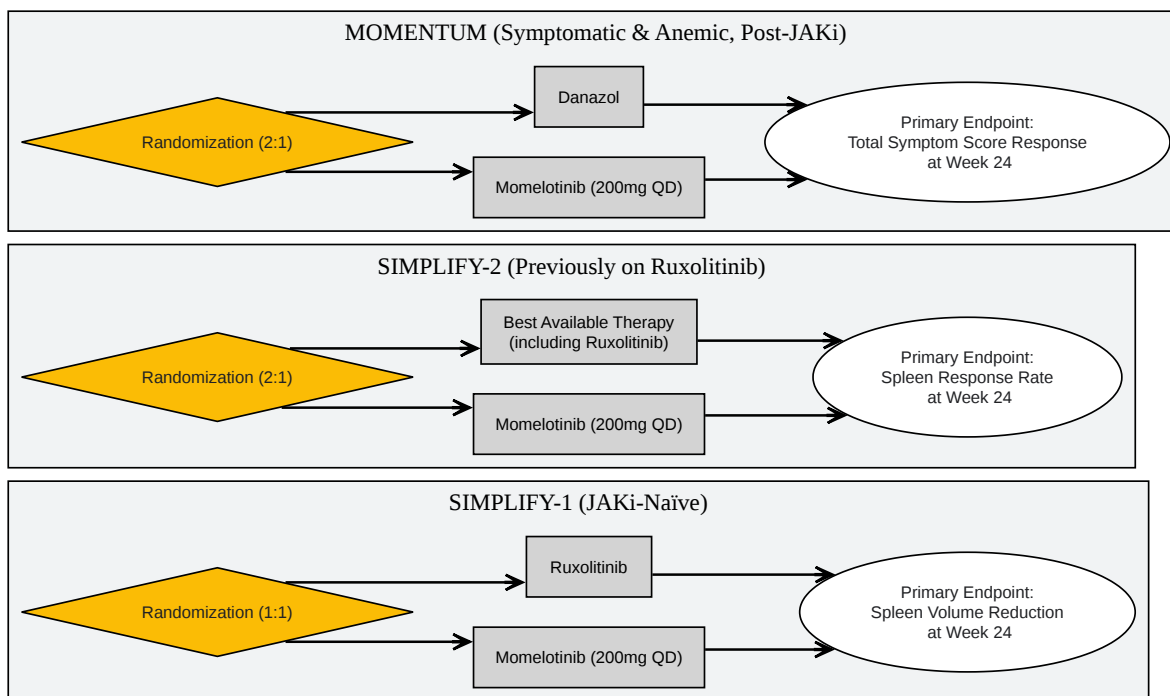 MOMENTUM (Symptomatic & Anemic, Post-JAKi)
Danazol
Randomization (2:1)
Momelotinib (200mg QD)
Primary Endpoint:
Total Symptom Score Response
at Week 24
SIMPLIFY-2 (Previously on Ruxolitinib)
Best Available Therapy
(including Ruxolitinib)
Randomization (2:1)
Momelotinib (200mg QD)
Primary Endpoint:
Spleen Response Rate
at Week 24
SIMPLIFY-1 (JAKi-Naïve)
Ruxolitinib
Randomization (1:1)
Momelotinib (200mg QD)
Primary Endpoint:
Spleen Volume Reduction
at Week 24